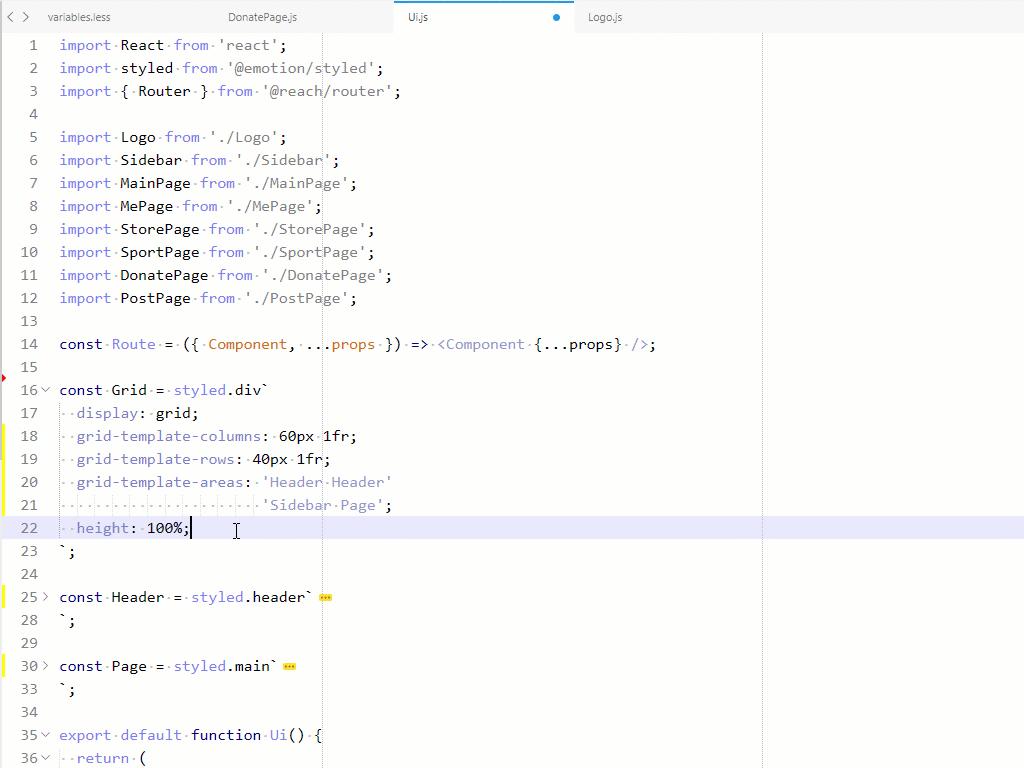 variables.less DonatePage.js Ui.js Logo.js
1 import React from 'react';
2 import styled from '@emotion/styled';
3 import { Router } from '@reach/router';
4
5 import Logo from './Logo';
6 import Sidebar from './Sidebar';
7 import MainPage from './MainPage';
8 import MePage from './MePage';
9 import StorePage from './StorePage';
10 import SportPage from './SportPage';
11 import DonatePage from './DonatePage';
12 import PostPage from './PostPage';
13
14 const Route = ({ Component, ...props }) => <Component {...props} />;
15
16 const Grid = styled.div`
17   display: grid;
18   grid-template-columns: 60px 1fr;
19   grid-template-rows: 40px 1fr;
20   grid-template-areas: 'Header Header'
21                        'Sidebar Page';
22   height: 100%;
23 `;
24
25 const Header = styled.header`
28 `;
29
30 const Page = styled.main`
33 `;
34
35 export default function Ui() {
36   return (